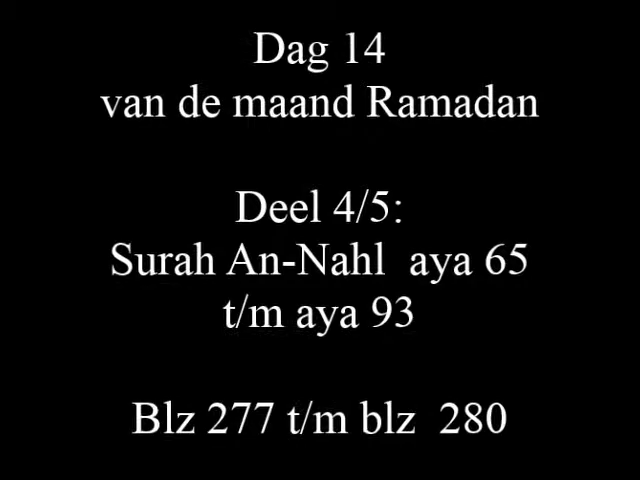 Dag 14
van de maand Ramadan
Deel 4/5:
Surah An-Nahl aya 65
t/m aya 93
Blz 277 t/m blz 280